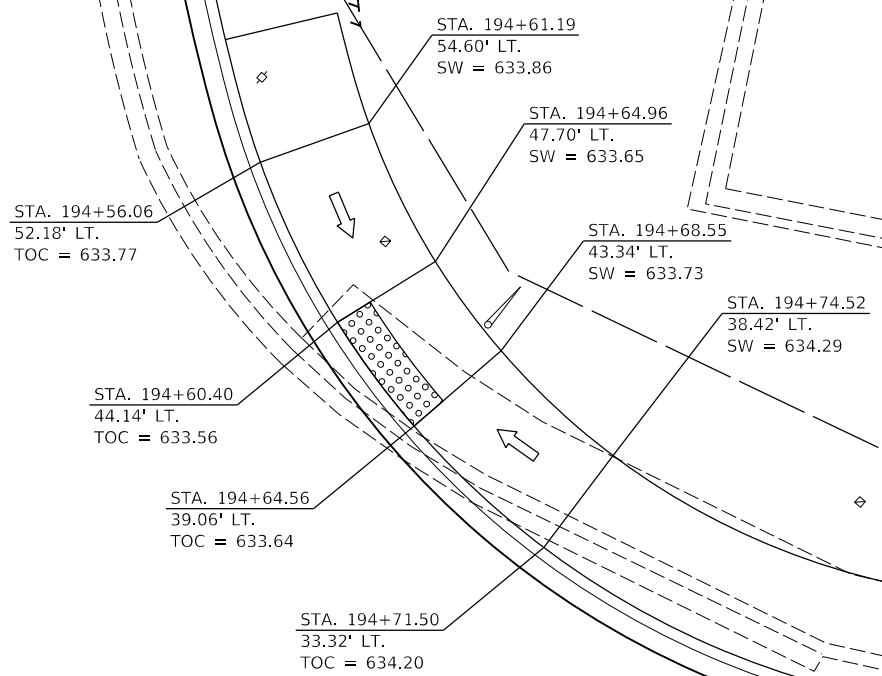 STA. 194+61.19
54.60' LT.
SW = 633.86
STA. 194+64.96
47.70' LT.
SW = 633.65
STA. 194+56.06
52.18' LT.
TOC = 633.77
STA. 194+68.55
43.34' LT.
SW = 633.73
STA. 194+74.52
38.42' LT.
SW = 634.29
STA. 194+60.40
44.14' LT.
TOC = 633.56
STA. 194+64.56
39.06' LT.
TOC = 633.64
STA. 194+71.50
33.32' LT.
TOC = 634.20